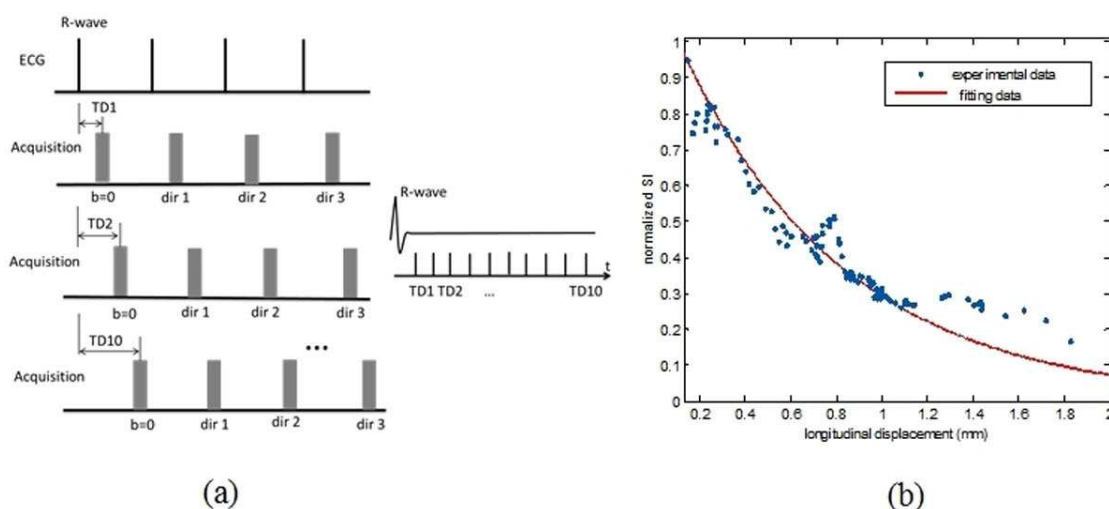 R-wave
ECG
TD1
Acquisition
b=0 dir 1 dir 2 dir 3
TD2
Acquisition
b=0 dir 1 dir 2 dir 3
TD10
...
Acquisition
b=0 dir 1 dir 2 dir 3
R-wave
t
TD1 TD2 ... TD10
(a)
1
0.9
0.8
0.7
0.6
0.5
0.4
0.3
0.2
0.1
0
normalized SI
experimental data
fitting data
0.2 0.4 0.6 0.8 1 1.2 1.4 1.6 1.8 2
longitudinal displacement (mm)
(b)